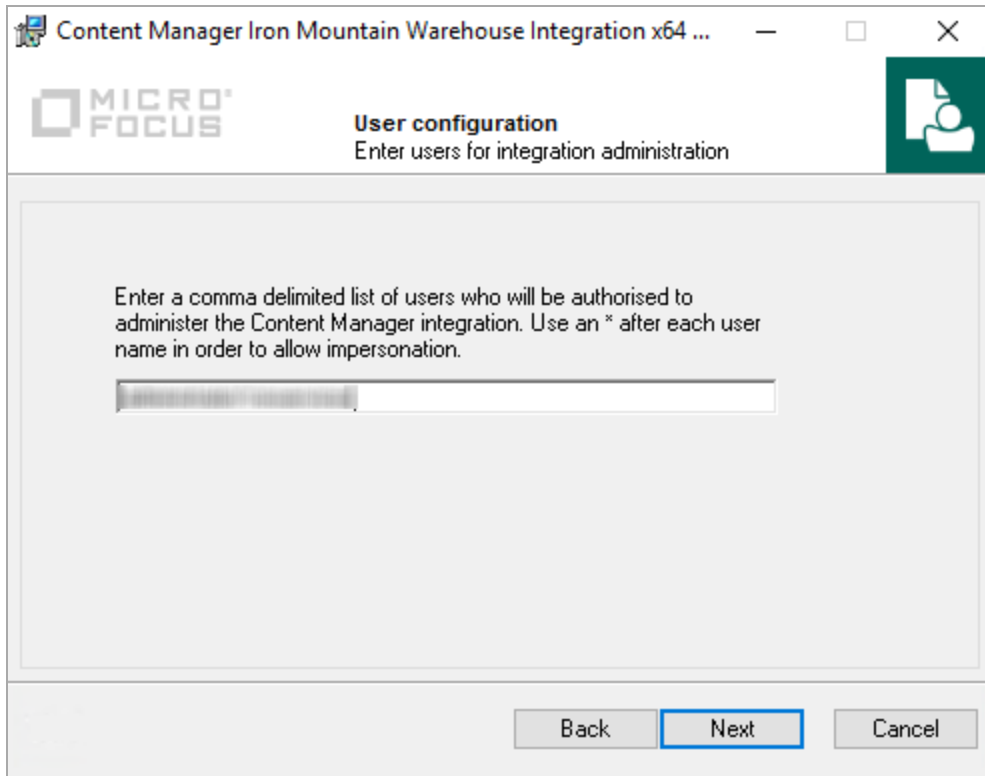 Content Manager Iron Mountain Warehouse Integration x64 ...
MICRO
FOCUS
User configuration
Enter users for integration administration
Enter a comma delimited list of users who will be authorised to
administer the Content Manager integration. Use an * after each user
name in order to allow impersonation.
Back
Next
Cancel